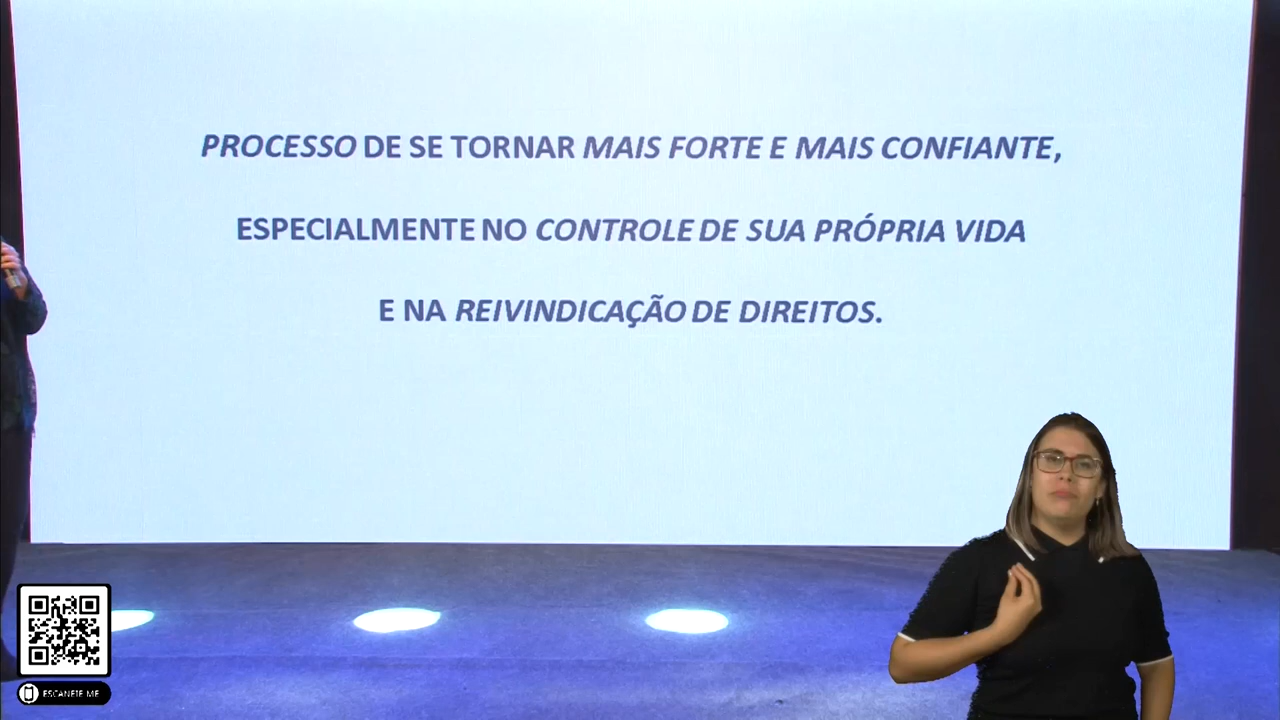 PROCESSO DE SE TORNAR MAIS FORTE E MAIS CONFIANTE,
ESPECIALMENTE NO CONTROLE DE SUA PRÓPRIA VIDA
E NA REIVINDICAÇÃO DE DIREITOS.
ESCANEIE ME